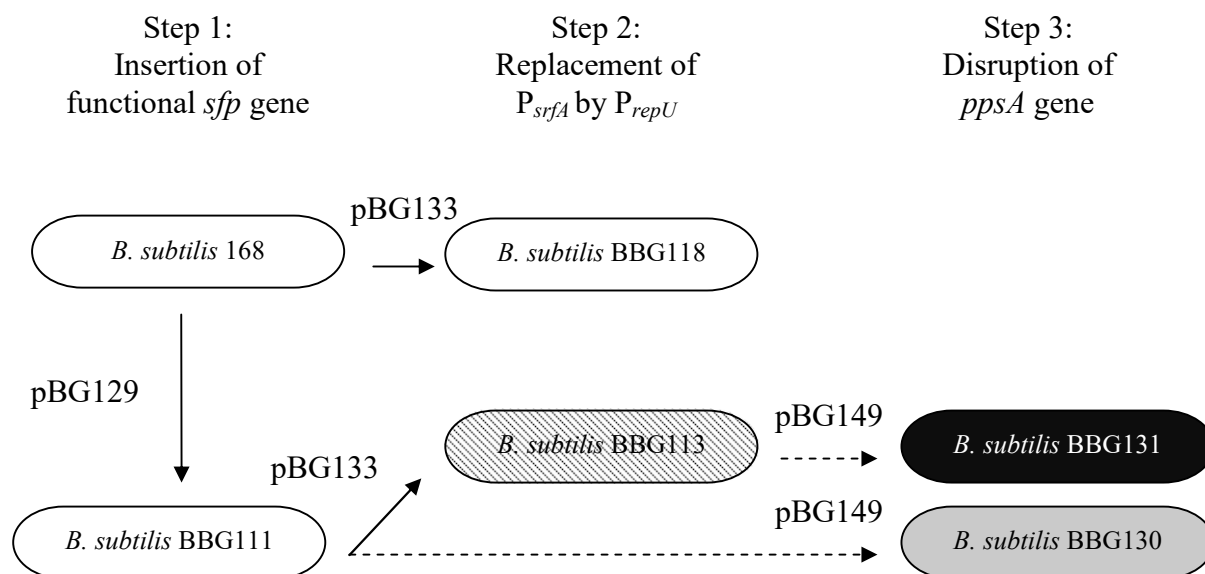 Step 1:
Insertion of
functional sfp gene
Step 2:
Replacement of
PsrfA by PrepU
Step 3:
Disruption of
ppsA gene
pBG133
B. subtilis 168
B. subtilis BBG118
pBG129
pBG133
B. subtilis BBG113
pBG149
B. subtilis BBG131
B. subtilis BBG111
pBG149
B. subtilis BBG130